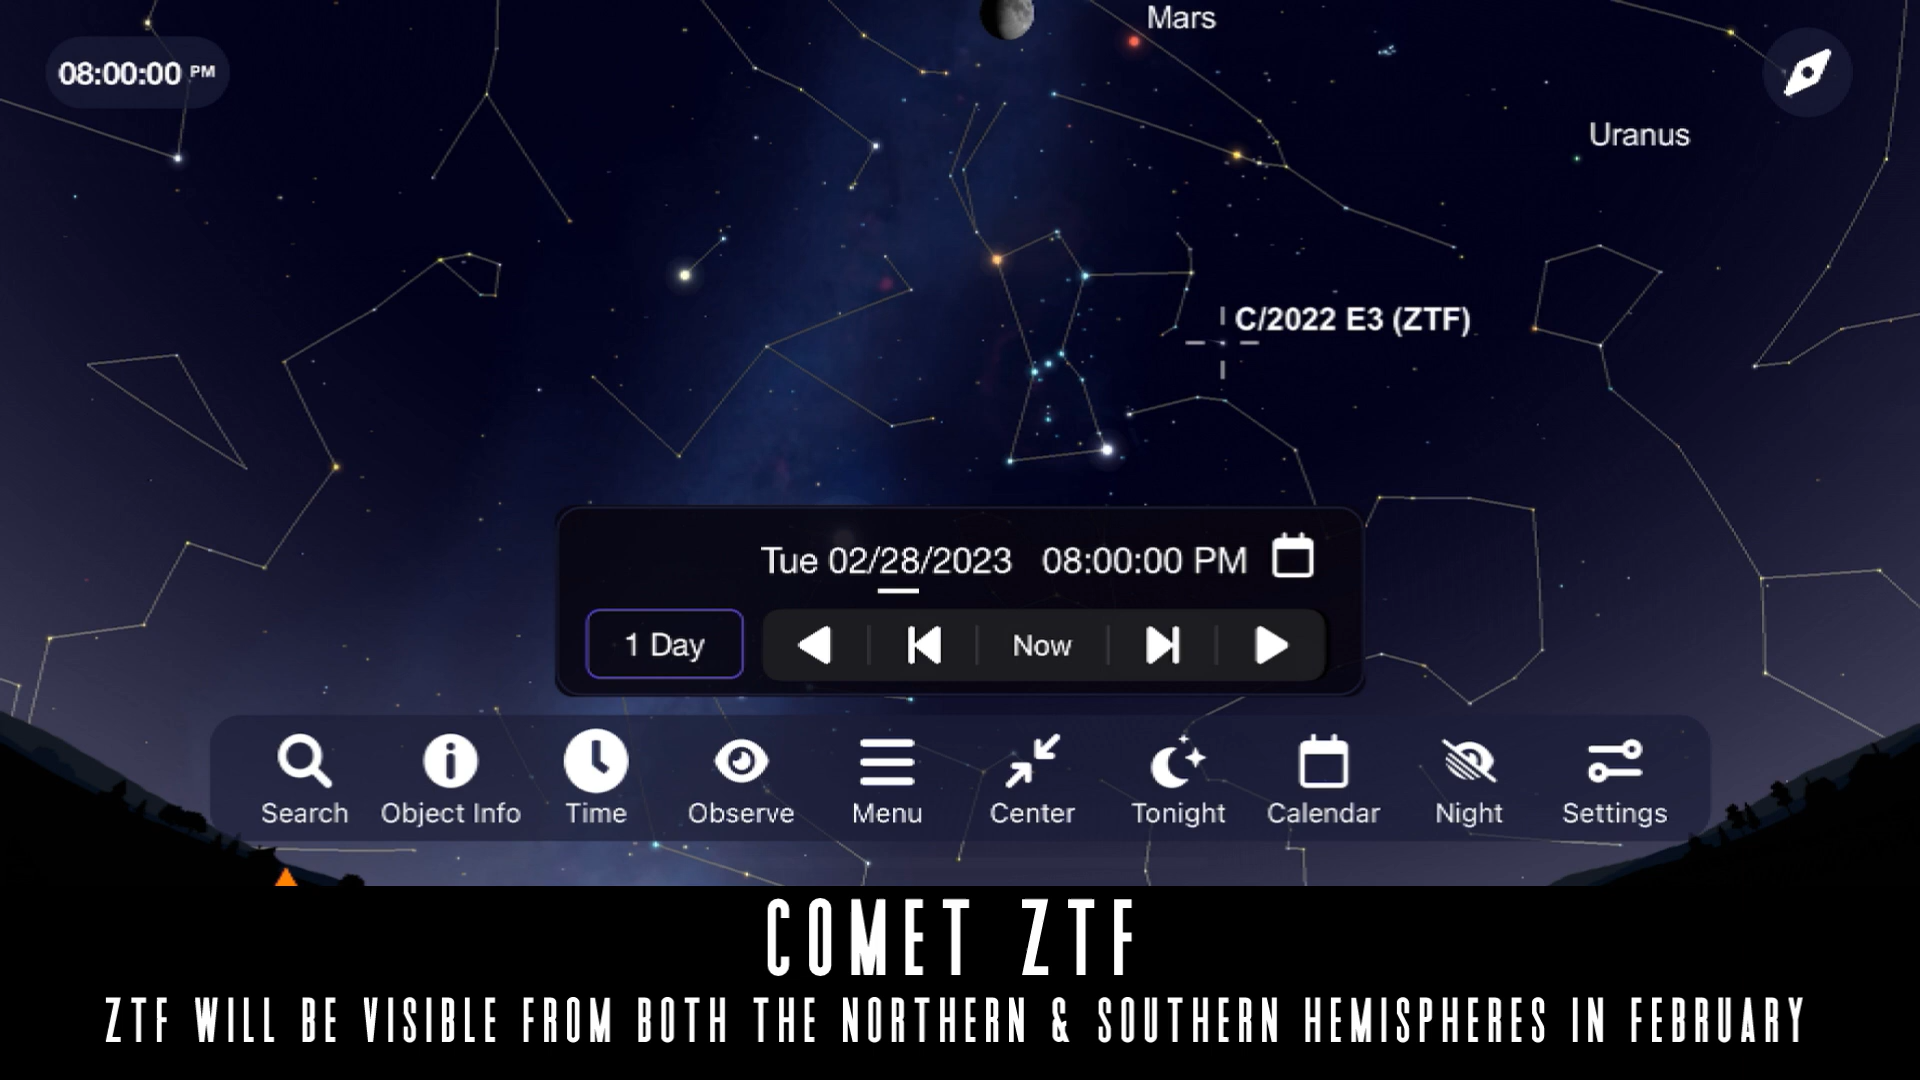 Mars
08:00:00 PM
Uranus
C/2022 E3 (ZTF)
Tue 02/28/2023 08:00:00 PM
1 Day Now
Search Object Info Time Observe Menu Center Tonight Calendar Night Settings
COMET ZTF
ZTF WILL BE VISIBLE FROM BOTH THE NORTHERN & SOUTHERN HEMISPHERES IN FEBRUARY